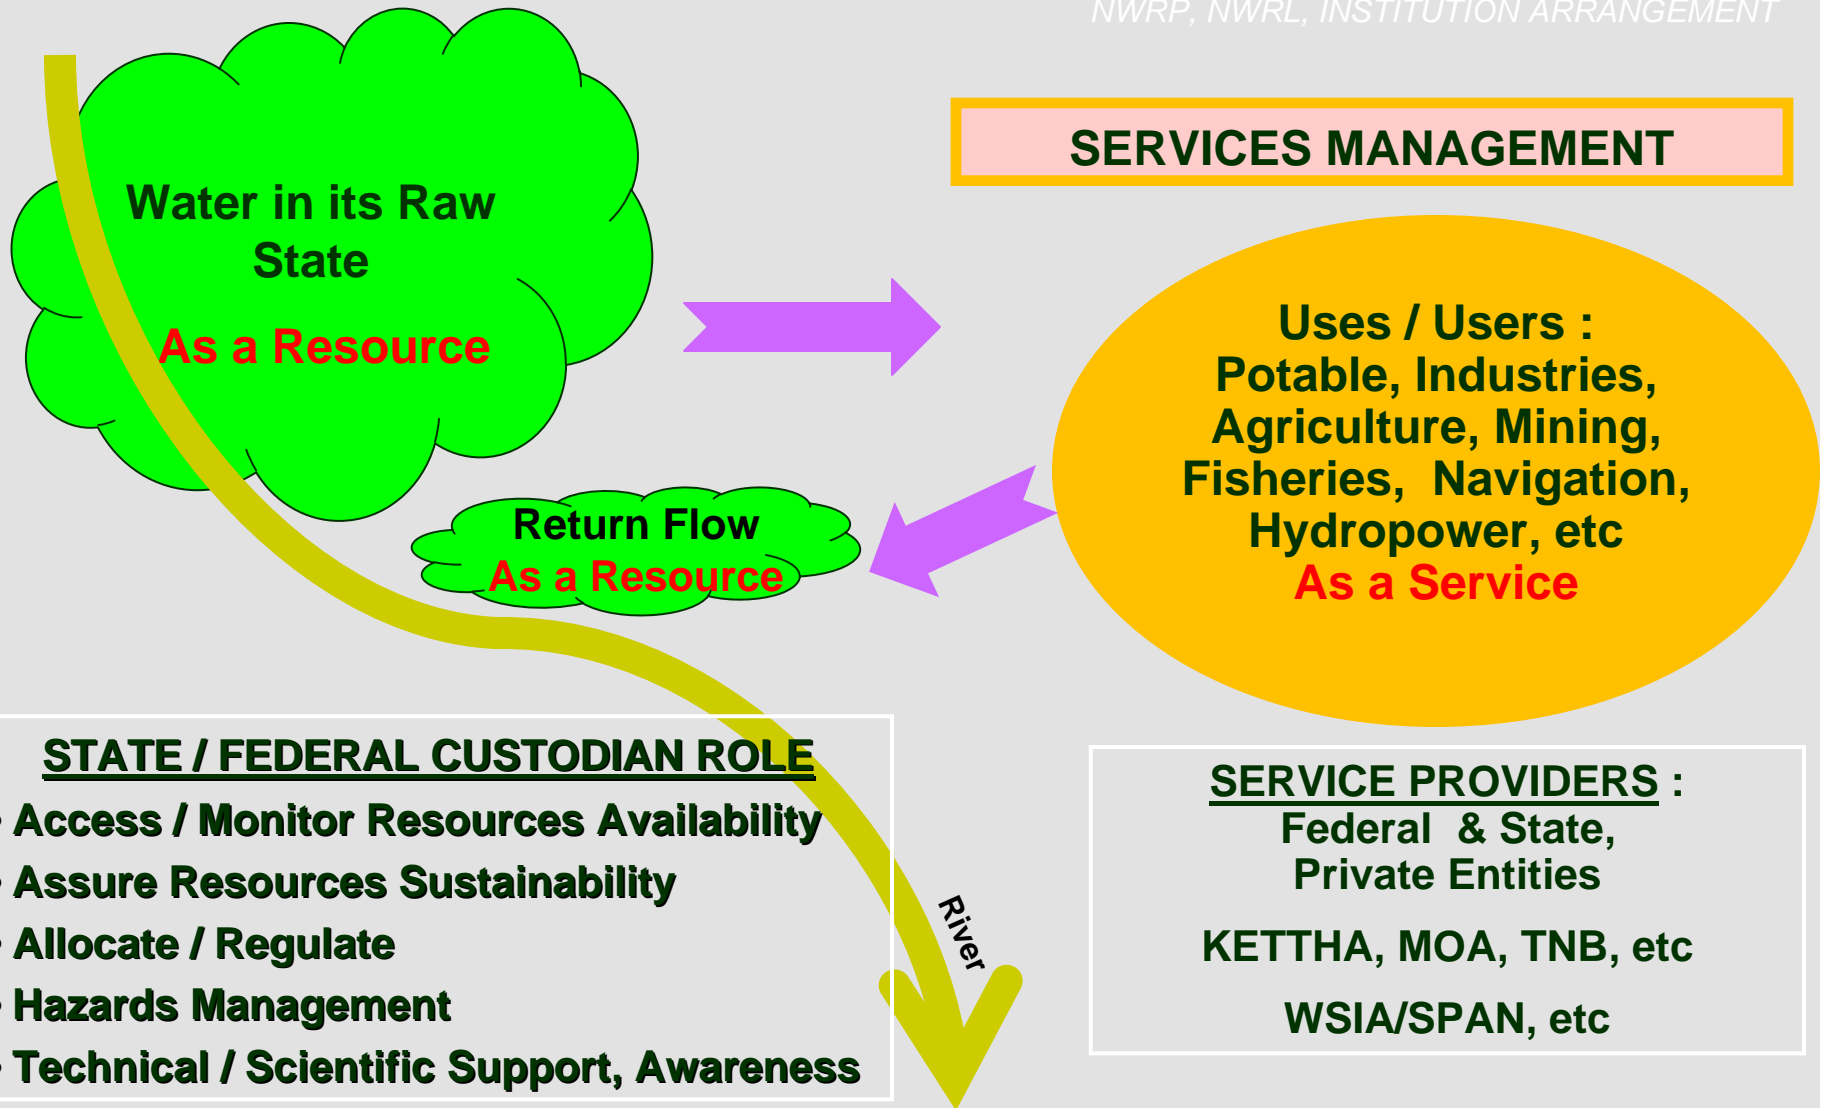 NWRP, NWRL, INSTITUTION ARRANGEMENT
SERVICES MANAGEMENT
Water in its Raw
State
As a Resource
Uses / Users :
Potable, Industries,
Agriculture, Mining,
Fisheries, Navigation,
Hydropower, etc
As a Service
Return Flow
As a Resource
STATE / FEDERAL CUSTODIAN ROLE
• Access / Monitor Resources Availability
• Assure Resources Sustainability
• Allocate / Regulate
• Hazards Management
• Technical / Scientific Support, Awareness
River
SERVICE PROVIDERS :
Federal & State,
Private Entities
KETTHA, MOA, TNB, etc
WSIA/SPAN, etc